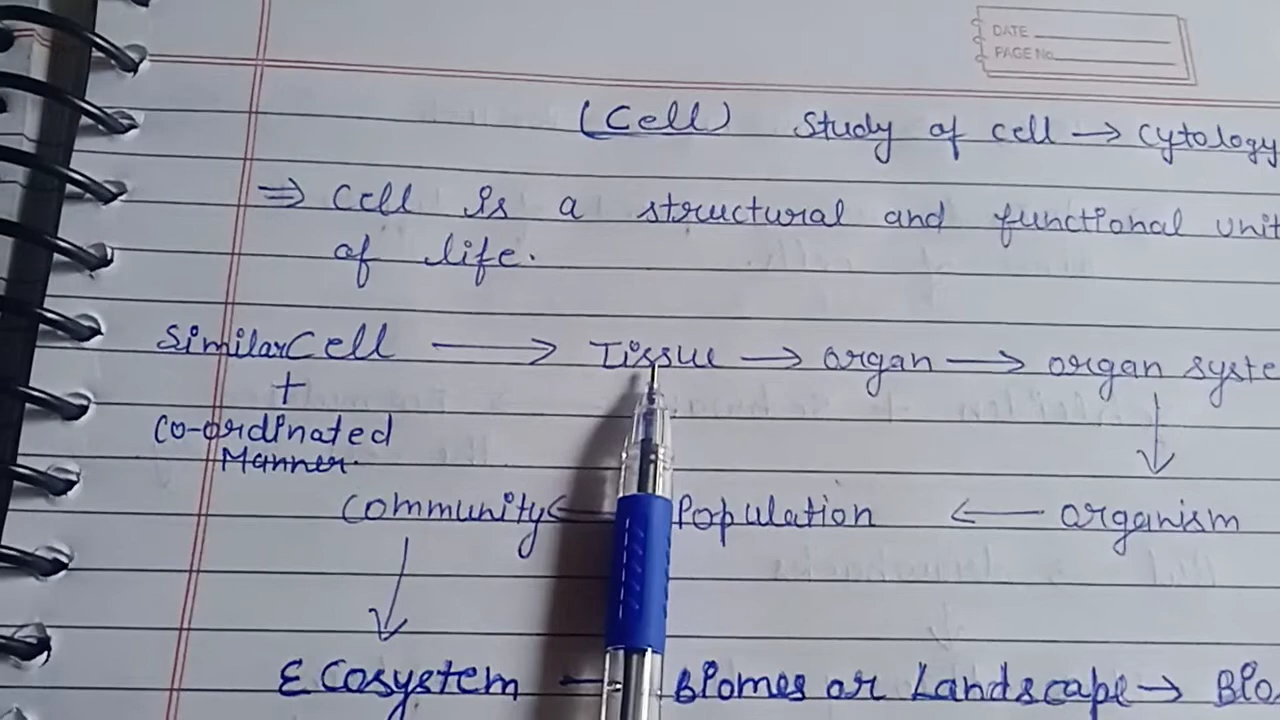 DATE
PAGE No.
(Cell) Study of cell → cytology
⇒ Cell is a structural and functional unit
of life.
Similar Cell → Tissue → organ → organ syste
+
Co-ordinated
Manner.
Community ← Population ← organism
Ecosystem → Biomes or Landscape → Bio